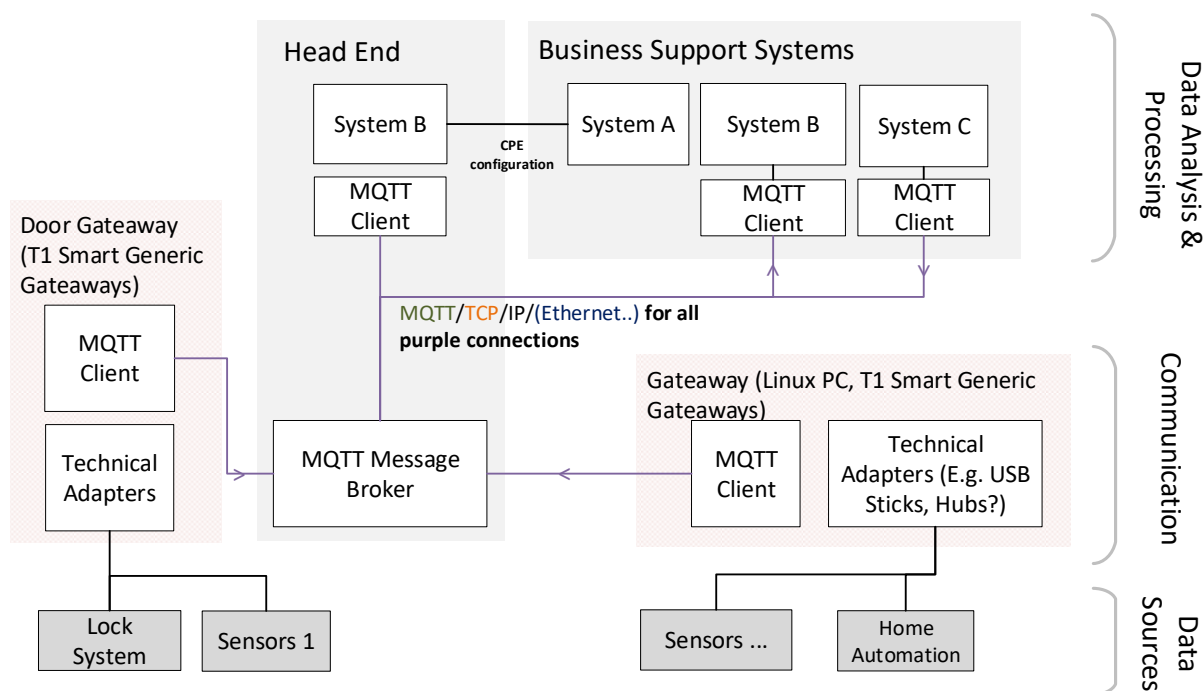 Head End
Business Support Systems
System B
System A
System B
System C
CPE
configuration
MQTT
Client
MQTT
Client
MQTT
Client
Data Analysis &
Processing
Door Gateaway
(T1 Smart Generic
Gateaways)
MQTT
Client
Technical
Adapters
MQTT/TCP/IP/(Ethernet..) for all
purple connections
MQTT Message
Broker
Gateaway (Linux PC, T1 Smart Generic
Gateaways)
MQTT
Client
Technical
Adapters (E.g. USB
Sticks, Hubs?)
Communication
Lock
System
Sensors 1
Sensors ...
Home
Automation
Data
Sources